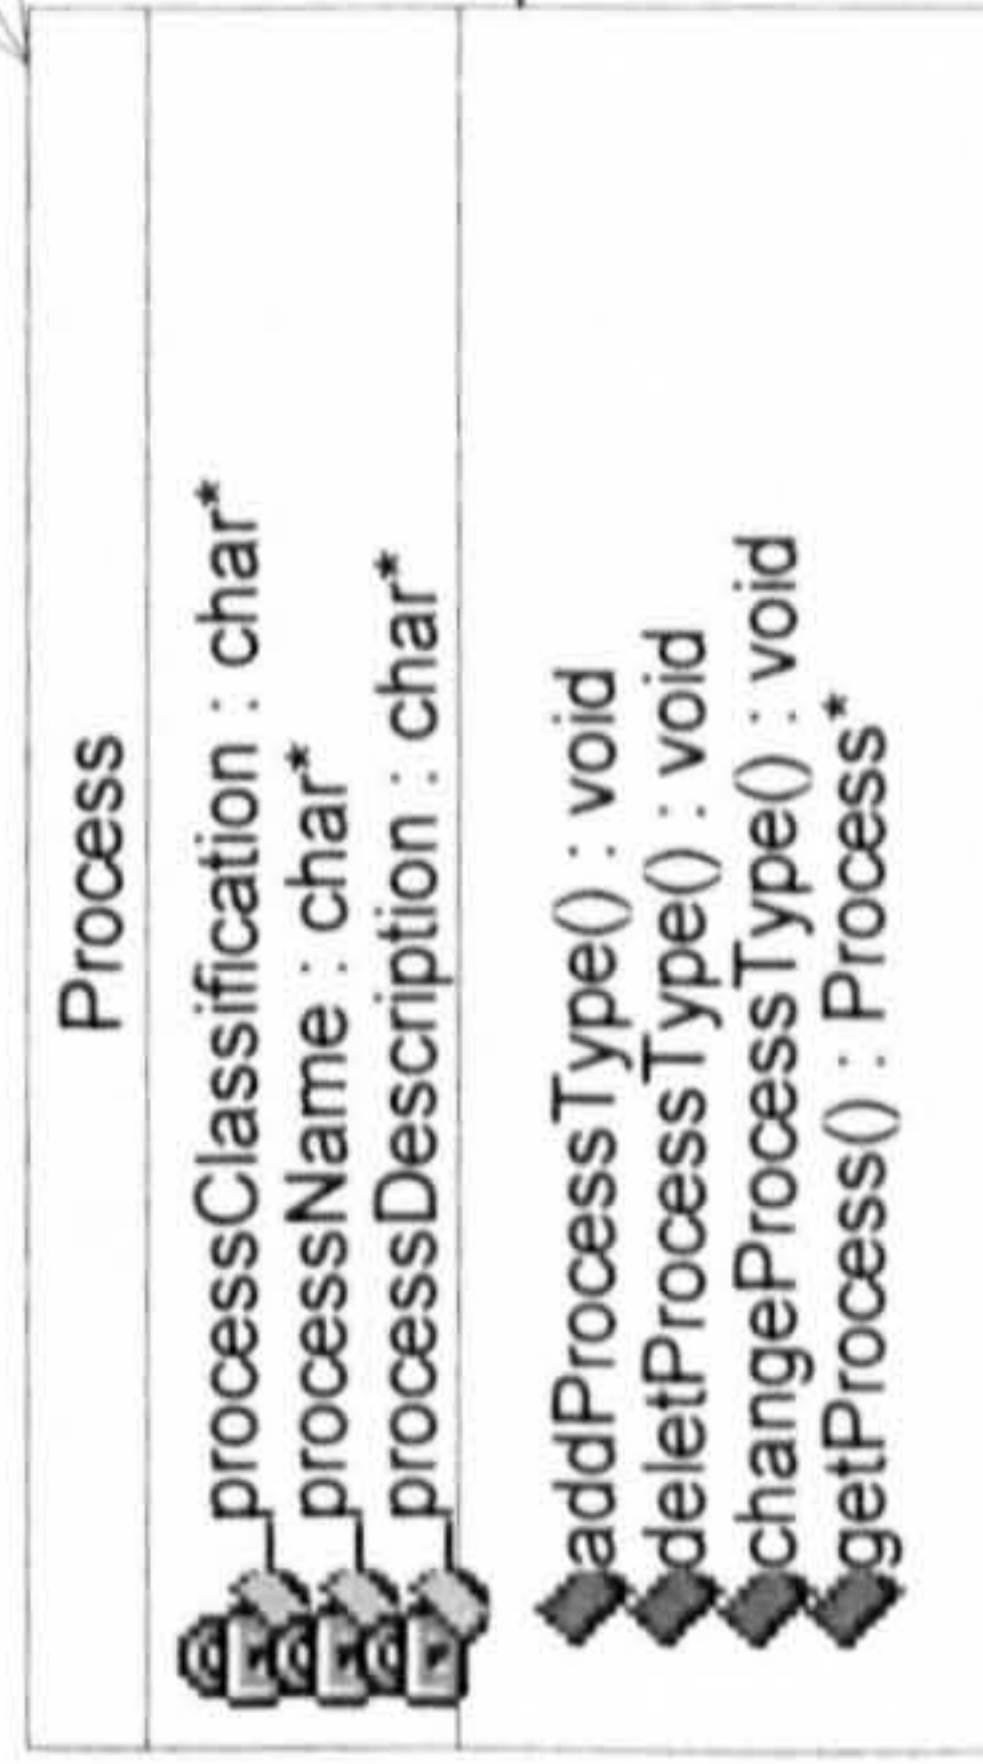 Process
processClassification : char*
processName : char*
processDescription : char*
addProcessType() : void
deletProcessType() : void
changeProcessType() : void
getProcess() : Process*